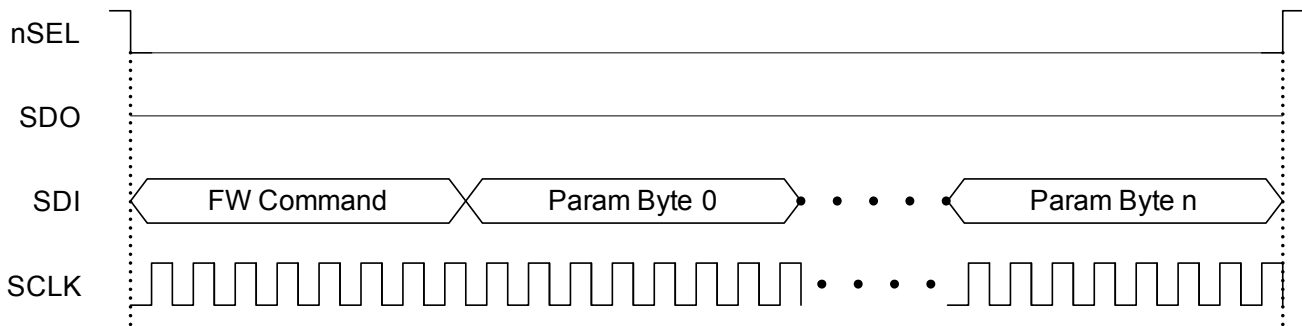 nSEL
SDO
SDI FW Command Param Byte 0 Param Byte n
SCLK